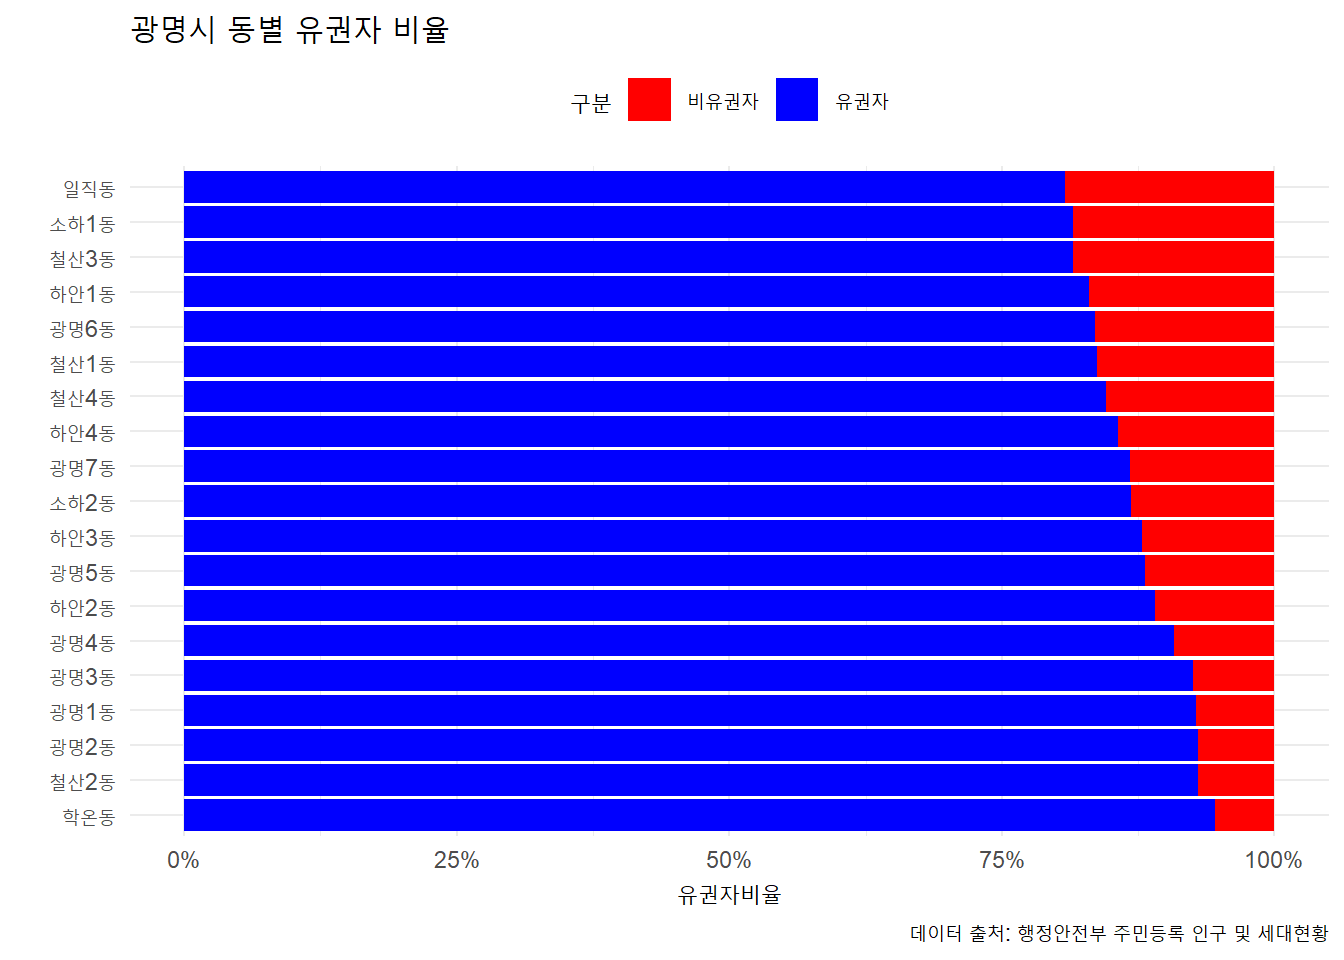 광명시 동별 유권자 비율
구분 비유권자 유권자
일직동
소하1동
철산3동
하안1동
광명6동
철산1동
철산4동
하안4동
광명7동
소하2동
하안3동
광명5동
하안2동
광명4동
광명3동
광명1동
광명2동
철산2동
학온동
0% 25% 50% 75% 100%
유권자비율
데이터 출처: 행정안전부 주민등록 인구 및 세대현황